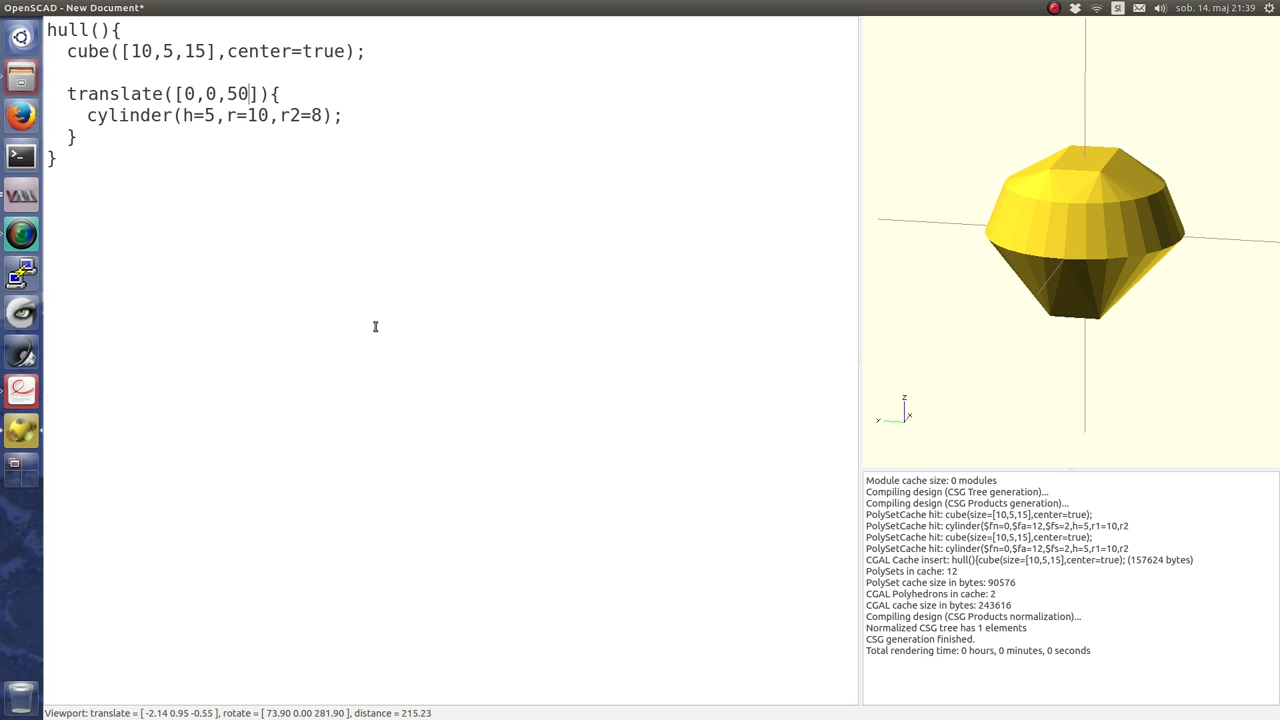 OpenSCAD - New Document*
Sl
sob. 14. maj 21:39
hull(){
cube([10,5,15],center=true);
translate([0,0,50]){
cylinder(h=5,r=10,r2=8);
}
}
Z
Y
X
Module cache size: 0 modules
Compiling design (CSG Tree generation)...
Compiling design (CSG Products generation)...
PolySetCache hit: cube(size=[10,5,15],center=true);
PolySetCache hit: cylinder($fn=0,$fa=12,$fs=2,h=5,r1=10,r2
PolySetCache hit: cube(size=[10,5,15],center=true);
PolySetCache hit: cylinder($fn=0,$fa=12,$fs=2,h=5,r1=10,r2
CGAL Cache insert: hull(){cube(size=[10,5,15],center=true); (157624 bytes)
PolySets in cache: 12
PolySet cache size in bytes: 90576
CGAL Polyhedrons in cache: 2
CGAL cache size in bytes: 243616
Compiling design (CSG Products normalization)...
Normalized CSG tree has 1 elements
CSG generation finished.
Total rendering time: 0 hours, 0 minutes, 0 seconds
Viewport: translate = [ -2.14 0.95 -0.55 ], rotate = [ 73.90 0.00 281.90 ], distance = 215.23